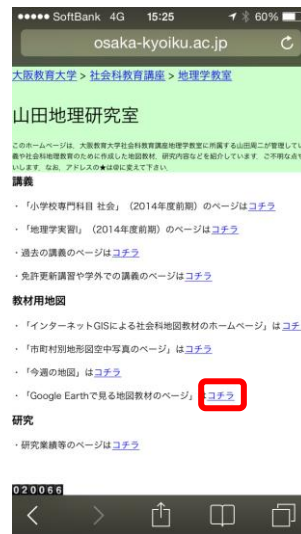 ●●●●● SoftBank 4G 15:25 60%
osaka-kyoiku.ac.jp
大阪教育大学 > 社会科教育講座 > 地理学教室
山田地理研究室
このホームページは、大阪教育大学社会科教育講座地理学教室に所属する山田周二が管理してい
義や社会科地理教育のために作成した地図教材、研究内容などを紹介しています. ご不明な点や
いします. なお、アドレスの★は@に変えて下さい.
講義
・「小学校専門科目 社会」(2014年度前期)のページはコチラ
・「地理学実習I」(2014年度前期)のページはコチラ
・過去の講義のページはコチラ
・免許更新講習や学外での講義のページはコチラ
教材用地図
・「インターネットGISによる社会科地図教材のホームページ」はコチ
・「市町村別地形図空中写真のページ」はコチラ
・「今週の地図」はコチラ
・「Google Earthで見る地図教材のページ」はコチラ
研究
・研究業績等のページはコチラ
020066